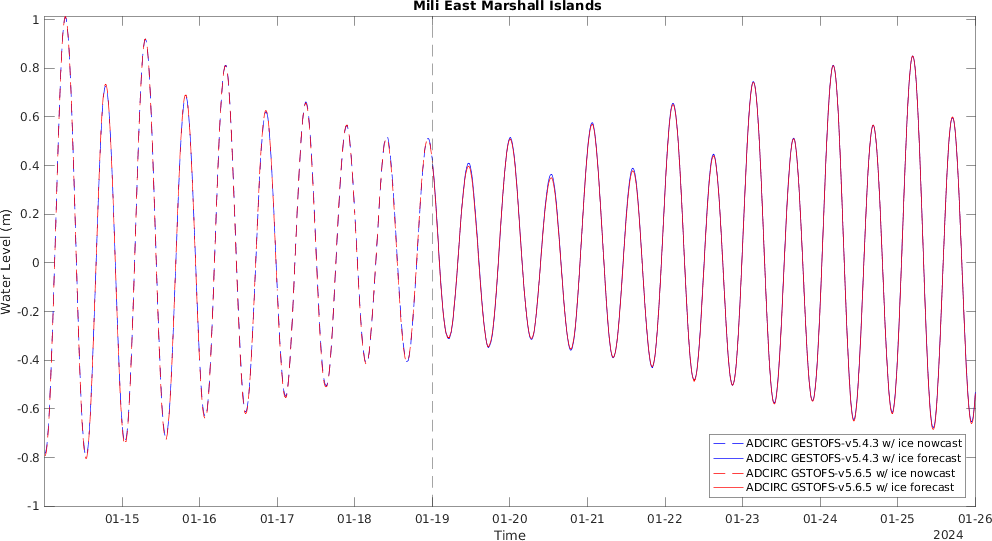 Mili East Marshall Islands
1
0.8
0.6
0.4
0.2
0
-0.2
-0.4
-0.6
-0.8
-1
Water Level (m)
ADCIRC GESTOFS-v5.4.3 w/ ice nowcast
ADCIRC GESTOFS-v5.4.3 w/ ice forecast
ADCIRC GSTOFS-v5.6.5 w/ ice nowcast
ADCIRC GSTOFS-v5.6.5 w/ ice forecast
01-15 01-16 01-17 01-18 01-19 01-20 01-21 01-22 01-23 01-24 01-25 01-26
Time
2024